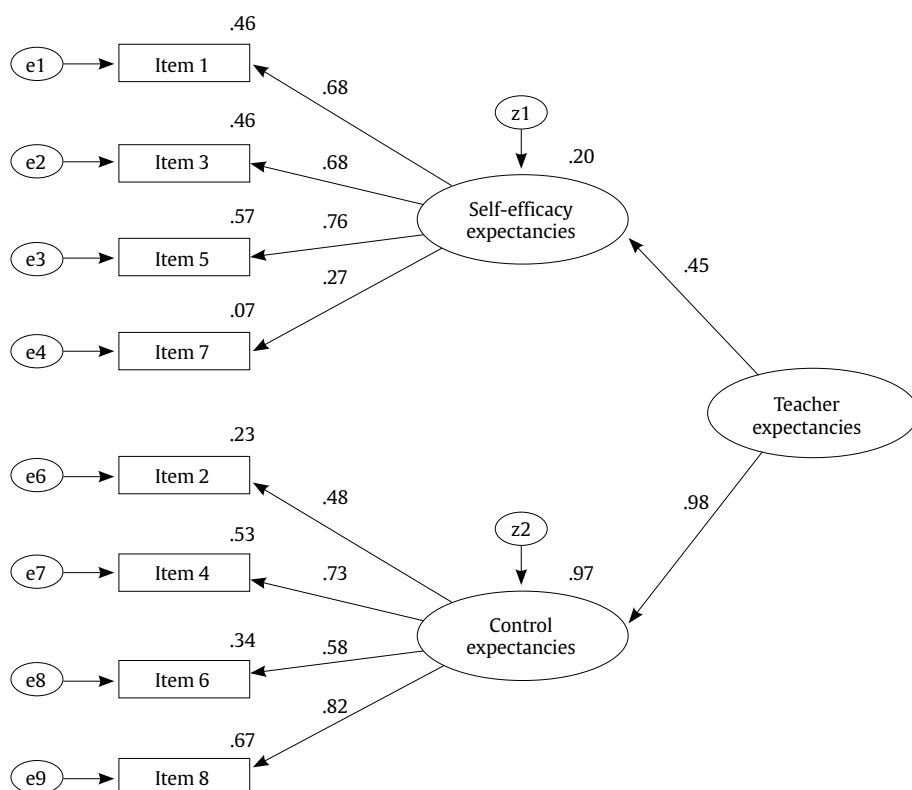 .46
e1
Item 1
.68
z1
.46
.20
e2
Item 3
.68
Self-efficacy
expectancies
.57
.76
e3
Item 5
.45
.27
.07
e4
Item 7
Teacher
expectancies
.23
e6
Item 2
.48
.98
z2
.53
e7
Item 4
.73
.97
Control
expectancies
.34
.58
e8
Item 6
.82
.67
e9
Item 8